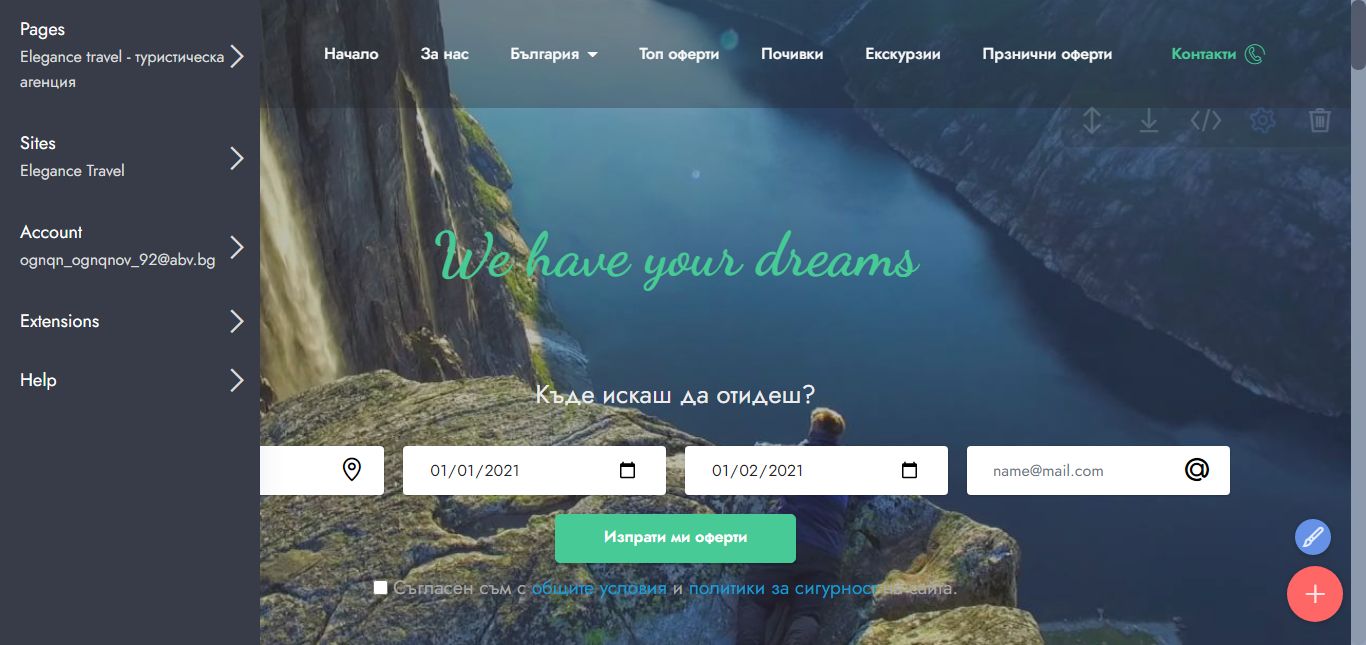 Pages
Elegance travel - туристическа
агенция
Sites
Elegance Travel
Account
ognqn_ognqnov_92@abv.bg
Extensions
Help
Начало За нас България Топ оферти Почивки Екскурзии Прзнични оферти Контакти
We have your dreams
Къде искаш да отидеш?
01/01/2021 01/02/2021 name@mail.com
Изпрати ми оферти
Съгласен съм с общите условия и политики за сигурност на сайта.